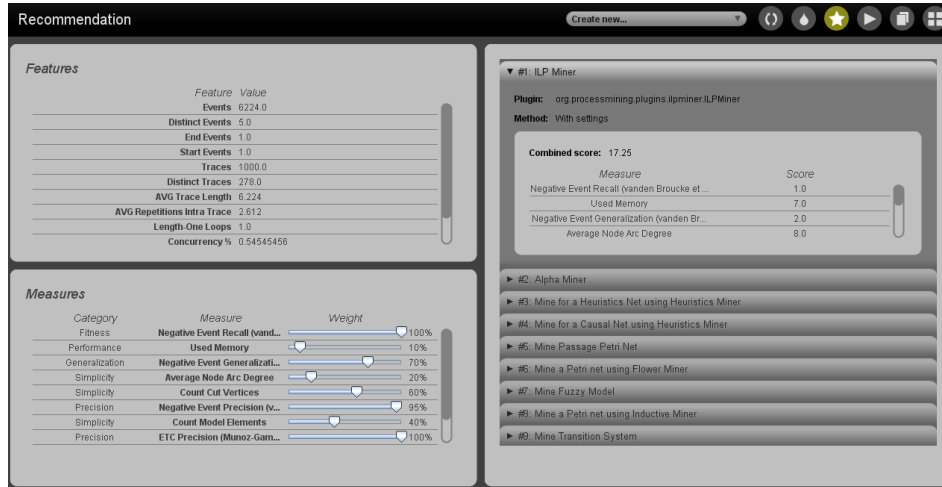 Recommendation
Create new...
Features
Feature Value
Events 6224.0
Distinct Events 5.0
End Events 1.0
Start Events 1.0
Traces 1000.0
Distinct Traces 278.0
AVG Trace Length 6.224
AVG Repetitions Intra Trace 2.612
Length-One Loops 1.0
Concurrency % 0.54545456
Measures
Category Measure Weight
Fitness Negative Event Recall (vand... 100%
Performance Used Memory 10%
Generalization Negative Event Generalizati... 70%
Simplicity Average Node Arc Degree 20%
Simplicity Count Cut Vertices 60%
Precision Negative Event Precision (v... 95%
Simplicity Count Model Elements 40%
Precision ETC Precision (Munoz-Gam... 100%
#1: ILP Miner
Plugin: org.processmining.plugins.ilpminer.ILPMiner
Method: With settings
Combined score: 17.25
Measure Score
Negative Event Recall (vanden Broucke et ... 1.0
Used Memory 7.0
Negative Event Generalization (vanden Br... 2.0
Average Node Arc Degree 8.0
#2: Alpha Miner
#3: Mine for a Heuristics Net using Heuristics Miner
#4: Mine for a Causal Net using Heuristics Miner
#5: Mine Passage Petri Net
#6: Mine a Petri net using Flower Miner
#7: Mine Fuzzy Model
#8: Mine a Petri net using Inductive Miner
#9: Mine Transition System